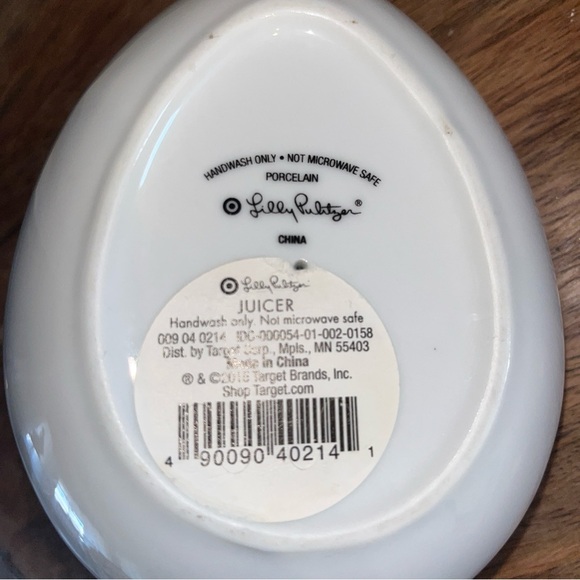 HANDWASH ONLY • NOT MICROWAVE SAFE
PORCELAIN
Lilly Pulitzer®
CHINA
Lilly Pulitzer
JUICER
Handwash only. Not microwave safe
009 04 0214 -000054-01-002-0158
Dist. by Target Corp., Mpls., MN 55403
in China
® & ©2018 Target Brands, Inc.
Shop Target.com
4 90090 40214 1